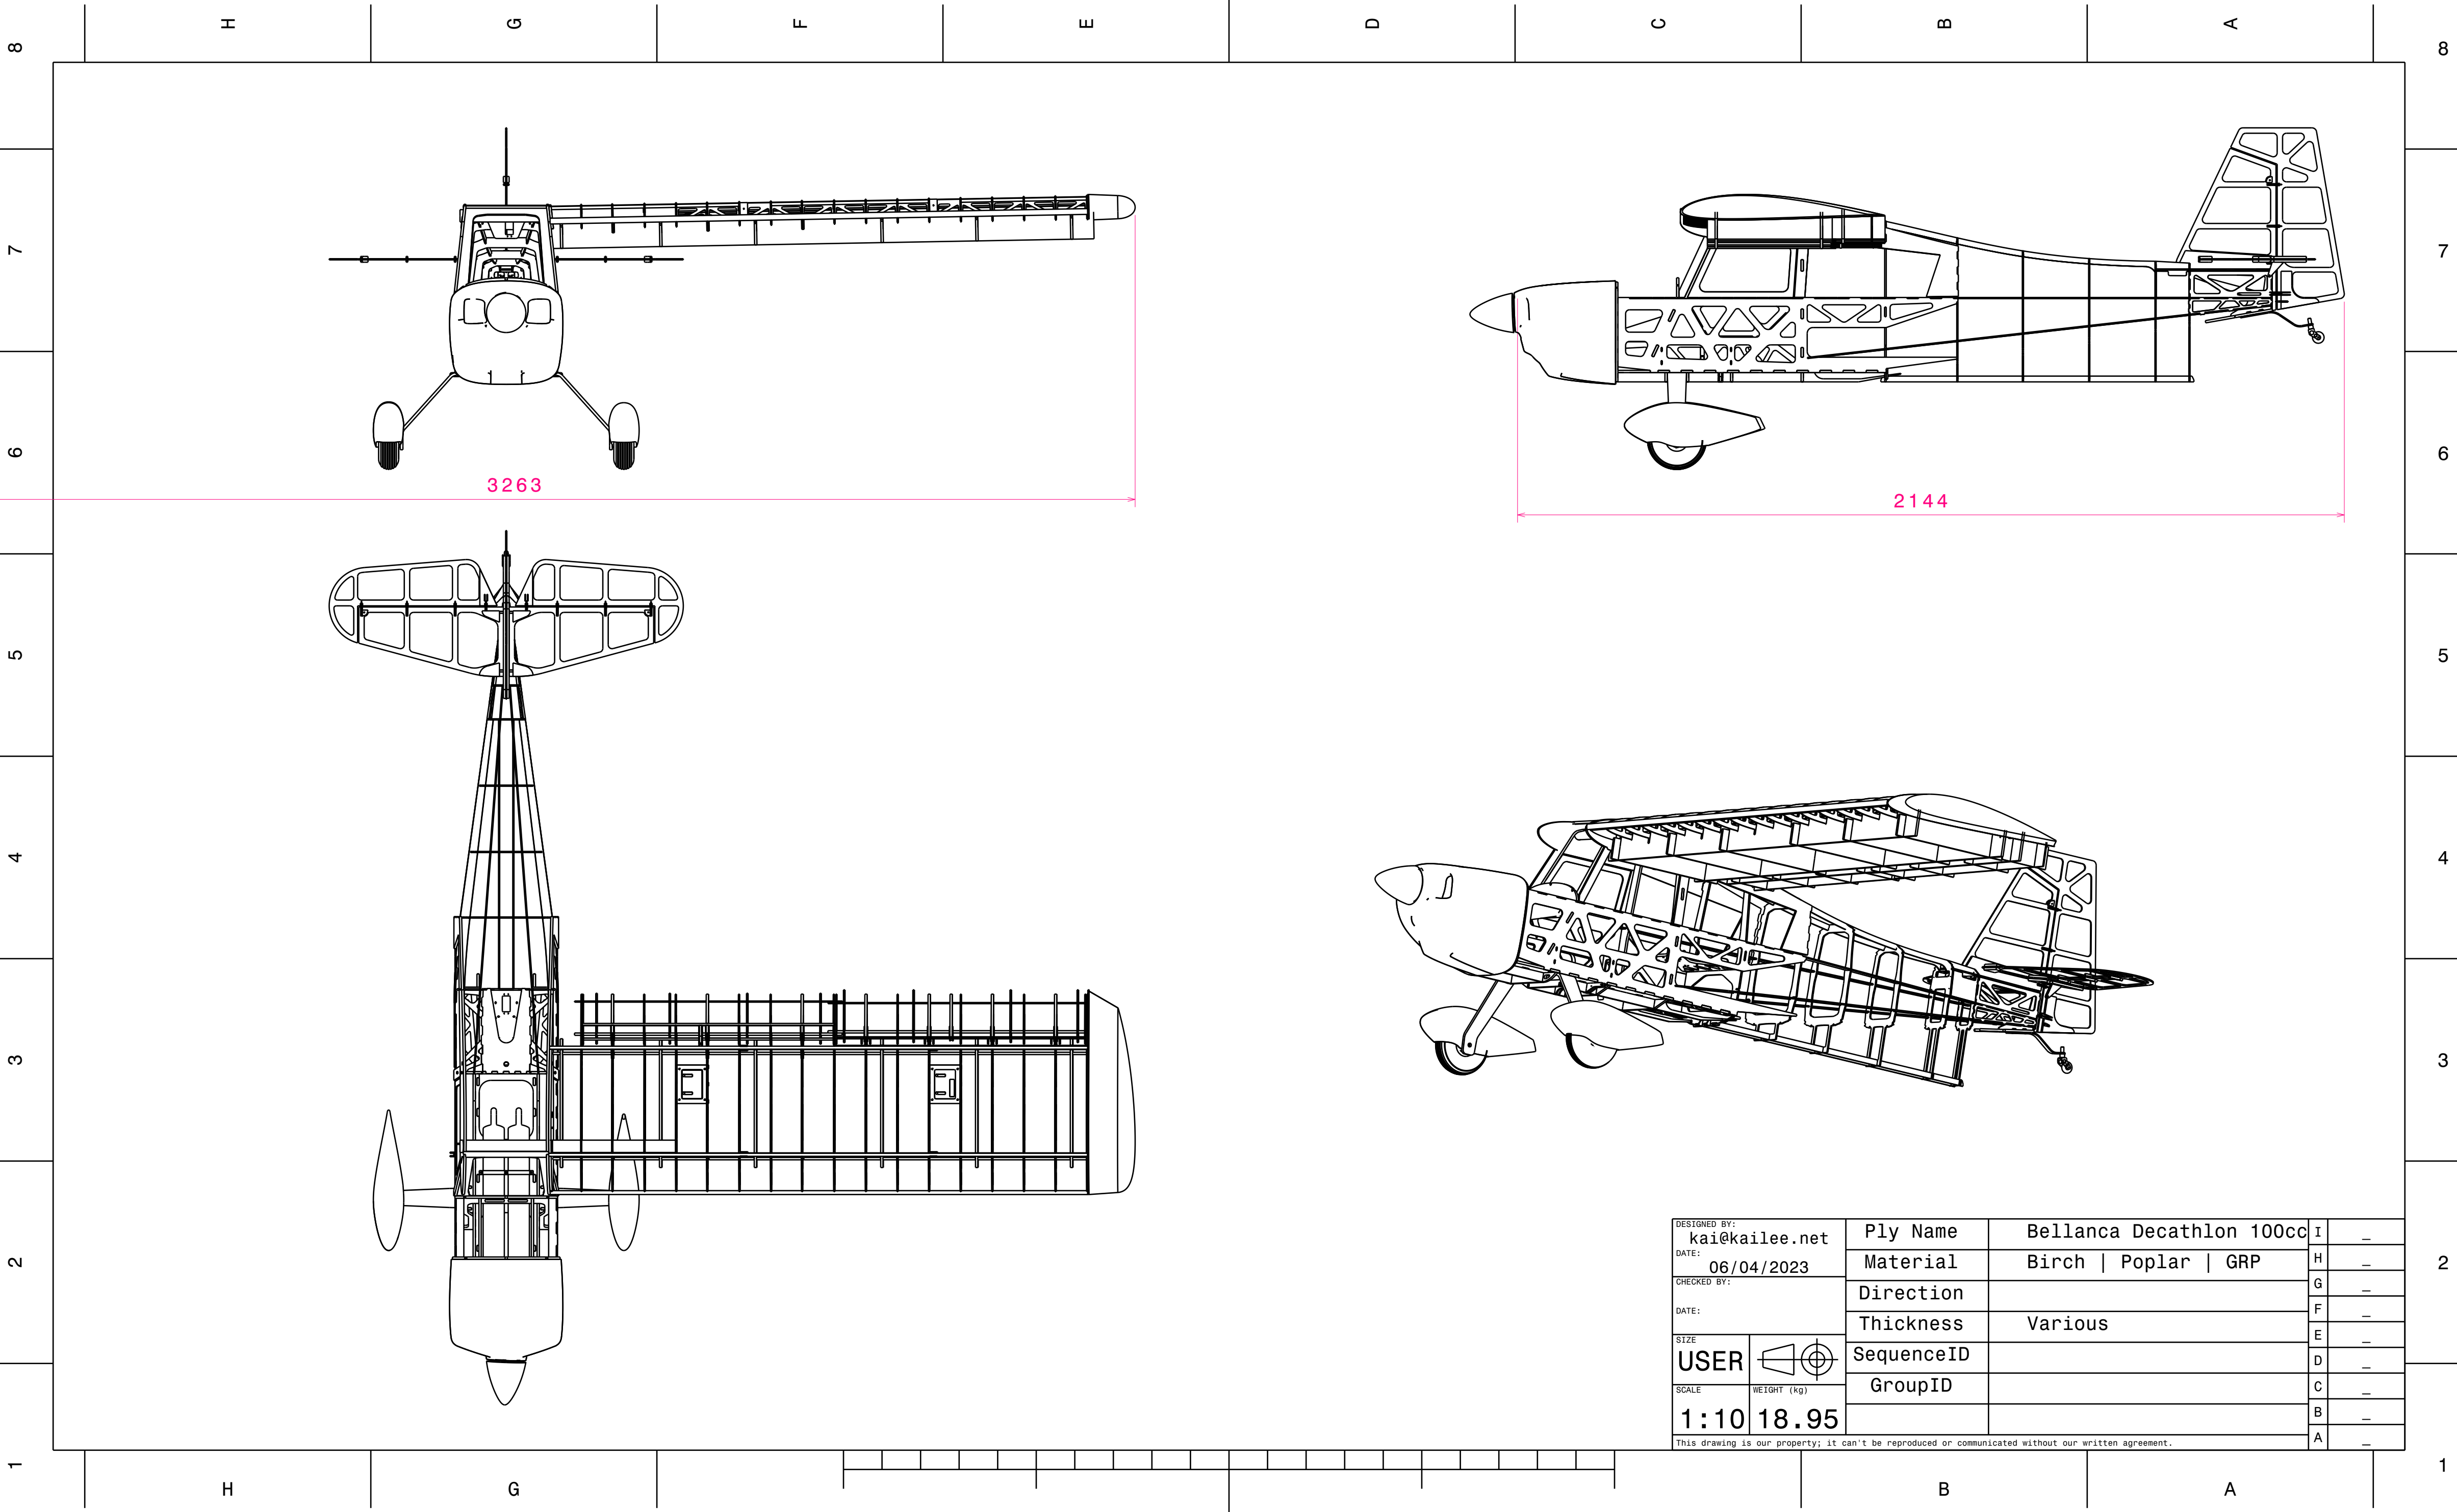 H G F E D C B A
8 8
7 7
6 6
3263
2144
5 5
4 4
3 3
DESIGNED BY:
kai@kailee.net
DATE:
06/04/2023
CHECKED BY:
DATE:
SIZE
USER
SCALE
1:10
WEIGHT (kg)
18.95
Ply Name Bellanca Decathlon 100cc
Material Birch | Poplar | GRP
Direction
Thickness Various
SequenceID
GroupID
I _
H _
G _
F _
E _
D _
C _
B _
A _
This drawing is our property; it can't be reproduced or communicated without our written agreement.
2 2
1 1
H G B A